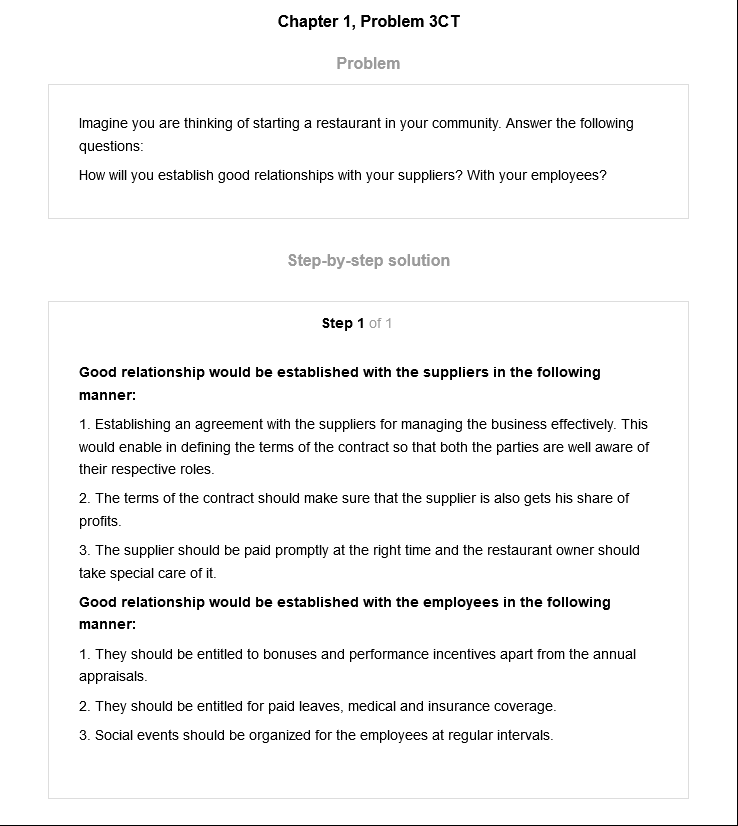 Chapter 1, Problem 3CT
Problem
Imagine you are thinking of starting a restaurant in your community. Answer the following
questions:
How will you establish good relationships with your suppliers? With your employees?
Step-by-step solution
Step 1 of 1
Good relationship would be established with the suppliers in the following
manner:
1. Establishing an agreement with the suppliers for managing the business effectively. This
would enable in defining the terms of the contract so that both the parties are well aware of
their respective roles.
2. The terms of the contract should make sure that the supplier is also gets his share of
profits.
3. The supplier should be paid promptly at the right time and the restaurant owner should
take special care of it.
Good relationship would be established with the employees in the following
manner:
1. They should be entitled to bonuses and performance incentives apart from the annual
appraisals.
2. They should be entitled for paid leaves, medical and insurance coverage.
3. Social events should be organized for the employees at regular intervals.